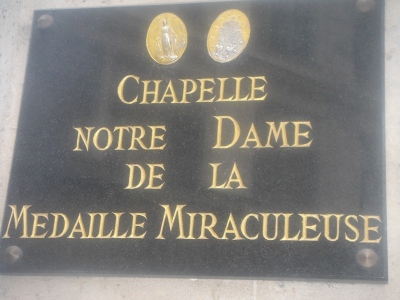 CHAPELLE
NOTRE DAME
DE LA
MEDAILLE MIRACULEUSE